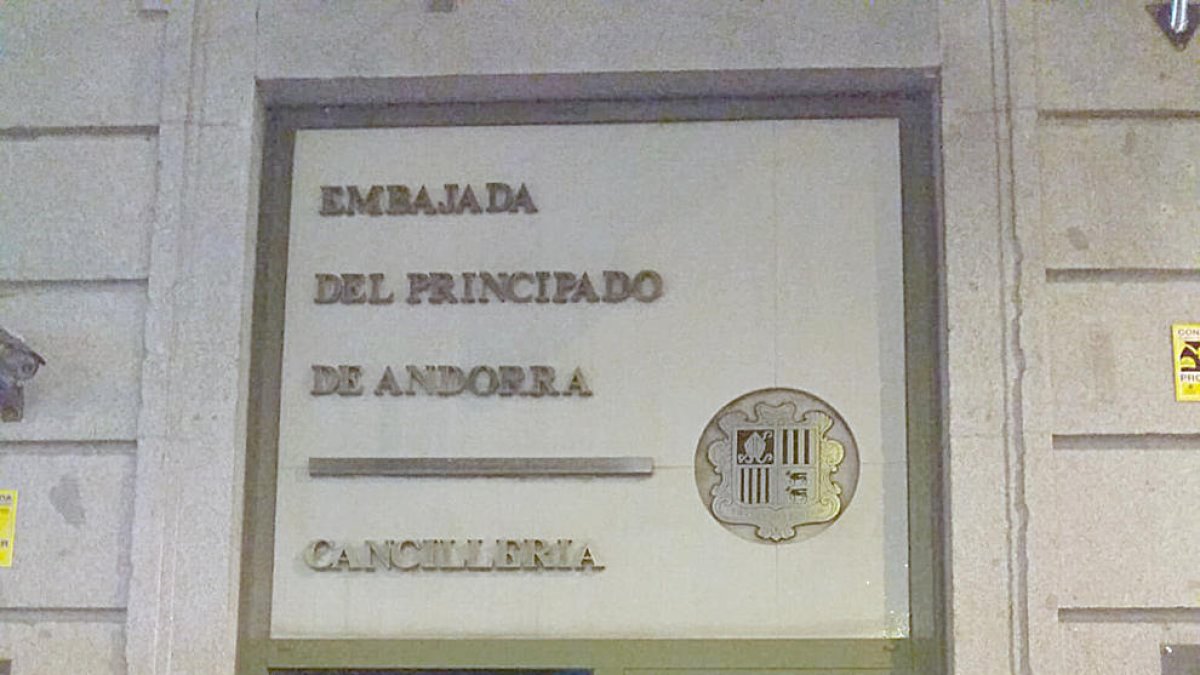 EMBAJADA
DEL PRINCIPADO
DE ANDORRA
CANCILLERIA